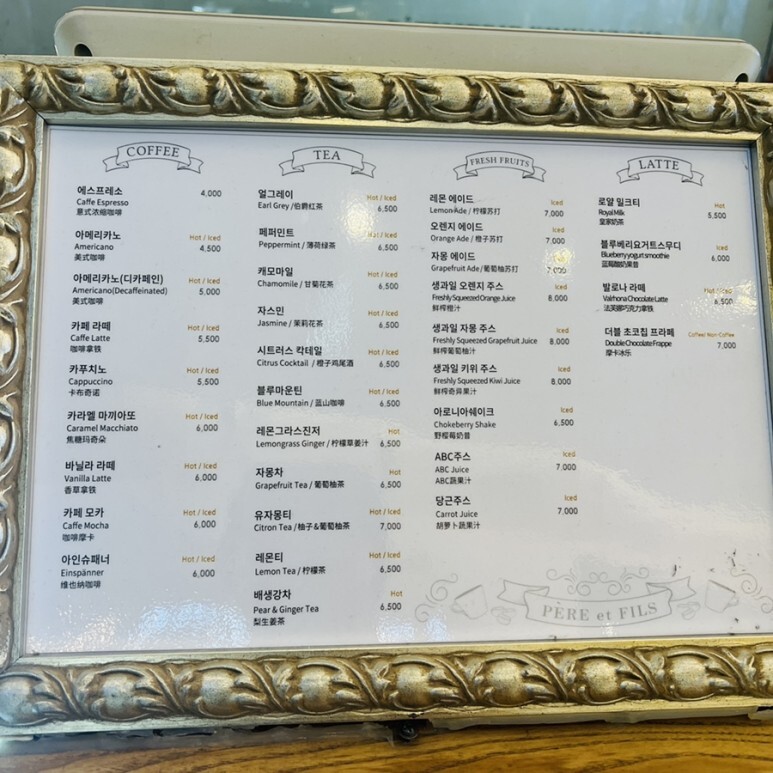 COFFEE
에스프레소
4,000
Caffe Espresso
意式浓缩咖啡
아메리카노
Hot / Iced
Americano
4,500
美式咖啡
아메리카노(디카페인)
Hot / Iced
Americano(Decaffeinated)
5,000
美式咖啡
카페 라떼
Hot / Iced
Caffe Latte
5,500
咖啡拿铁
카푸치노
Hot / Iced
Cappuccino
5,500
卡布奇诺
카라멜 마끼아또
Hot / Iced
Caramel Macchiato
6,000
焦糖玛奇朵
바닐라 라떼
Hot / Iced
Vanilla Latte
6,000
香草拿铁
카페 모카
Hot / Iced
Caffe Mocha
6,000
咖啡摩卡
아인슈패너
Hot / Iced
Einspänner
6,000
维也纳咖啡
TEA
얼그레이
Hot / Iced
Earl Grey / 伯爵红茶
6,500
페퍼민트
Hot / Iced
Peppermint / 薄荷绿茶
6,500
캐모마일
Hot / Iced
Chamomile / 甘菊花茶
6,500
자스민
Hot / Iced
Jasmine / 茉莉花茶
6,500
시트러스 칵테일
Hot / Iced
Citrus Cocktail / 橙子鸡尾酒
6,500
블루마운틴
Hot / Iced
Blue Mountain / 蓝山咖啡
6,500
레몬그라스진저
Hot
Lemongrass Ginger / 柠檬草姜汁
6,500
자몽차
Hot
Grapefruit Tea / 葡萄柚茶
6,500
유자몽티
Hot / Iced
Citron Tea / 柚子&葡萄柚茶
7,000
레몬티
Hot / Iced
Lemon Tea / 柠檬茶
6,500
배생강차
Hot
Pear & Ginger Tea
6,500
梨生姜茶
FRESH FRUITS
레몬 에이드
Iced
Lemon Ade / 柠檬苏打
7,000
오렌지 에이드
Iced
Orange Ade / 橙子苏打
7,000
자몽 에이드
Iced
Grapefruit Ade / 葡萄柚苏打
7,000
생과일 오렌지 주스
Iced
Freshly Squeezed Orange Juice
8,000
鲜榨橙汁
생과일 자몽 주스
Iced
Freshly Squeezed Grapefruit Juice
8,000
鲜榨葡萄柚汁
생과일 키위 주스
Iced
Freshly Squeezed Kiwi Juice
8,000
鲜榨奇异果汁
아로니아쉐이크
Iced
Chokeberry Shake
6,500
野樱莓奶昔
ABC주스
Iced
ABC Juice
7,000
ABC蔬果汁
당근주스
Iced
Carrot Juice
7,000
胡萝卜蔬果汁
LATTE
로얄 밀크티
Hot
Royal Milk
5,500
皇家奶茶
블루베리요거트스무디
Iced
Blueberry yogurt smoothie
6,000
蓝莓酸奶果昔
발로나 라떼
Hot / Iced
Valrhona Chocolate Latte
6,500
法芙娜巧克力拿铁
더블 초코칩 프라페
Coffee/ Non-Coffee
Double Chocolate Frappe
7,000
摩卡冰乐
PÈRE et FILS